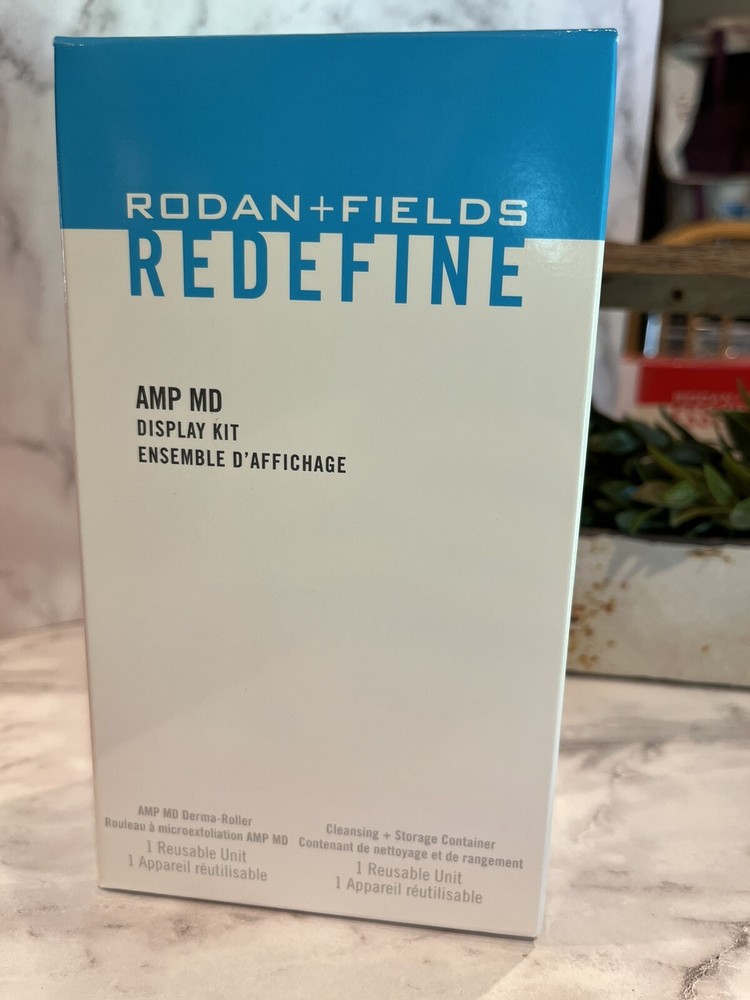 RODAN+FIELDS
REDEFINE
AMP MD
DISPLAY KIT
ENSEMBLE D'AFFICHAGE
AMP MD Derma-Roller
Rouleau à microexfoliation AMP MD
1 Reusable Unit
1 Appareil réutilisable
Cleansing + Storage Container
Contenant de nettoyage et de rangement
1 Reusable Unit
1 Appareil réutilisable